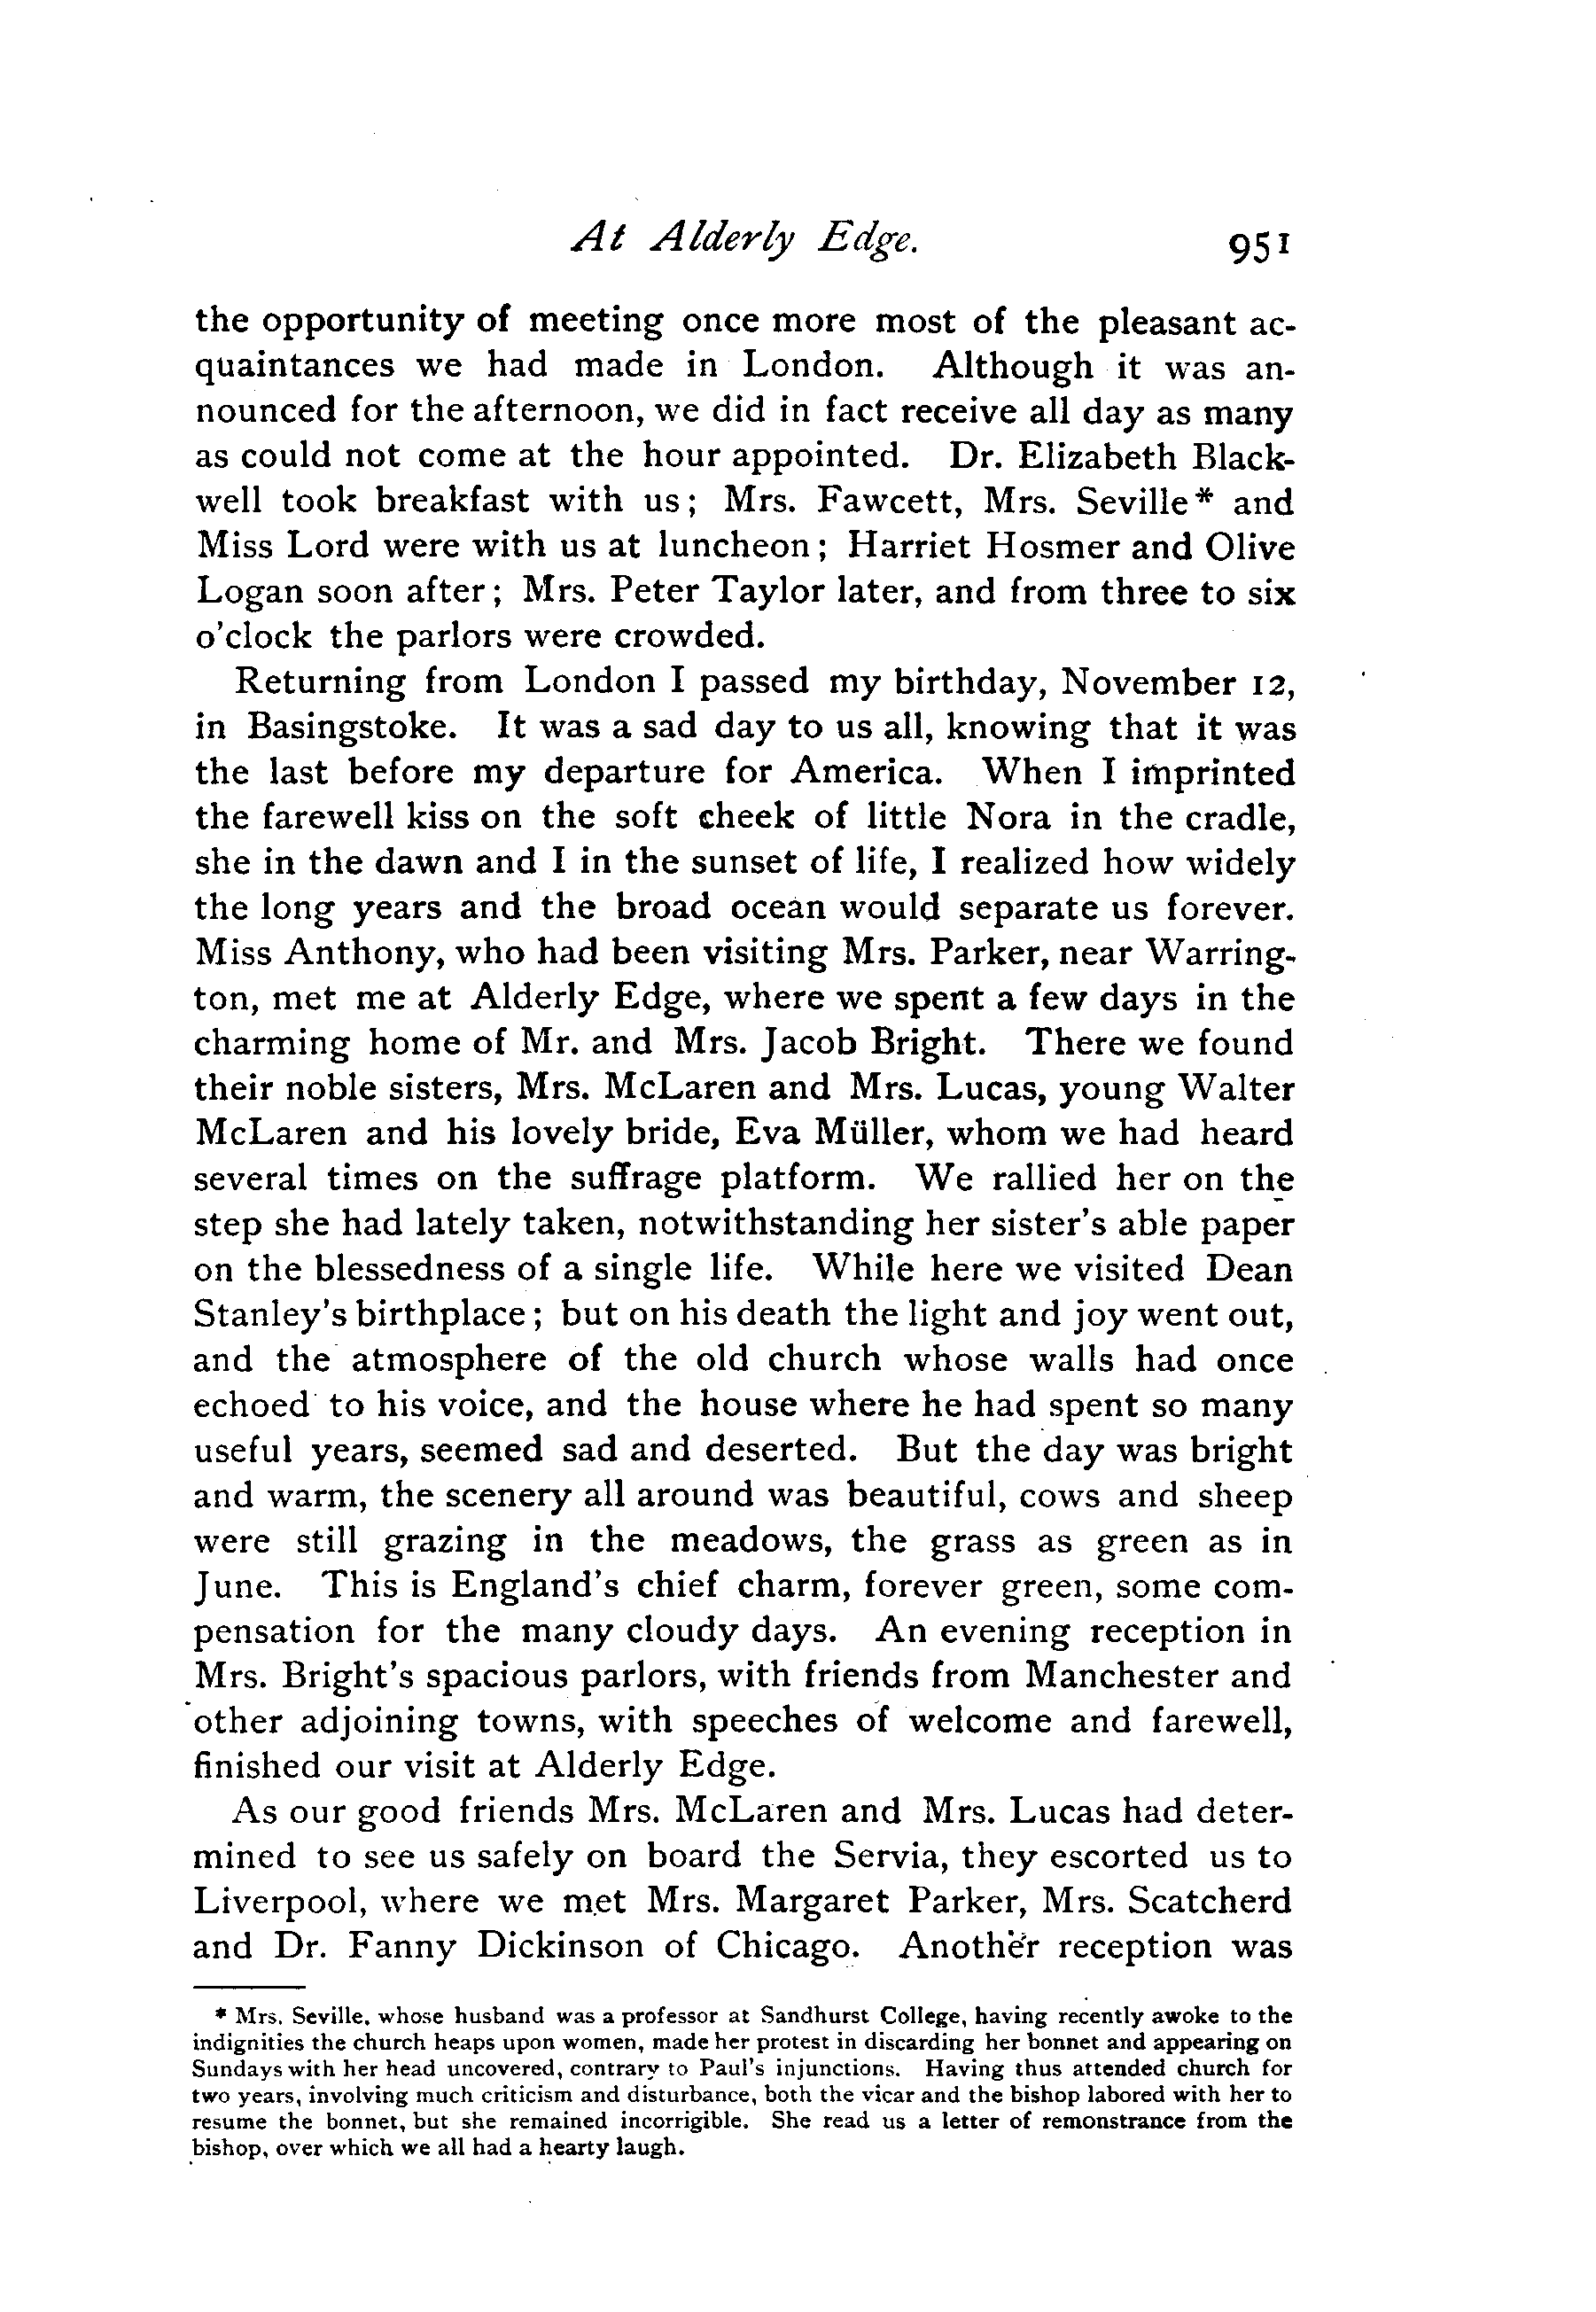 At Alderly Edge. 951
the opportunity of meeting once more most of the pleasant ac-
quaintances we had made in London. Although it was an-
nounced for the afternoon, we did in fact receive all day as many
as could not come at the hour appointed. Dr. Elizabeth Black-
well took breakfast with us; Mrs. Fawcett, Mrs. Seville* and
Miss Lord were with us at luncheon; Harriet Hosmer and Olive
Logan soon after; Mrs. Peter Taylor later, and from three to six
o'clock the parlors were crowded.
Returning from London I passed my birthday, November 12,
in Basingstoke. It was a sad day to us all, knowing that it was
the last before my departure for America. When I imprinted
the farewell kiss on the soft cheek of little Nora in the cradle,
she in the dawn and I in the sunset of life, I realized how widely
the long years and the broad ocean would separate us forever.
Miss Anthony, who had been visiting Mrs. Parker, near Warring-
ton, met me at Alderly Edge, where we spent a few days in the
charming home of Mr. and Mrs. Jacob Bright. There we found
their noble sisters, Mrs. McLaren and Mrs. Lucas, young Walter
McLaren and his lovely bride, Eva Müller, whom we had heard
several times on the suffrage platform. We rallied her on the
step she had lately taken, notwithstanding her sister's able paper
on the blessedness of a single life. While here we visited Dean
Stanley's birthplace; but on his death the light and joy went out,
and the atmosphere of the old church whose walls had once
echoed to his voice, and the house where he had spent so many
useful years, seemed sad and deserted. But the day was bright
and warm, the scenery all around was beautiful, cows and sheep
were still grazing in the meadows, the grass as green as in
June. This is England's chief charm, forever green, some com-
pensation for the many cloudy days. An evening reception in
Mrs. Bright's spacious parlors, with friends from Manchester and
other adjoining towns, with speeches of welcome and farewell,
finished our visit at Alderly Edge.
As our good friends Mrs. McLaren and Mrs. Lucas had deter-
mined to see us safely on board the Servia, they escorted us to
Liverpool, where we met Mrs. Margaret Parker, Mrs. Scatcherd
and Dr. Fanny Dickinson of Chicago. Another reception was
* Mrs. Seville, whose husband was a professor at Sandhurst College, having recently awoke to the
indignities the church heaps upon women, made her protest in discarding her bonnet and appearing on
Sundays with her head uncovered, contrary to Paul's injunctions. Having thus attended church for
two years, involving much criticism and disturbance, both the vicar and the bishop labored with her to
resume the bonnet, but she remained incorrigible. She read us a letter of remonstrance from the
bishop, over which we all had a hearty laugh.